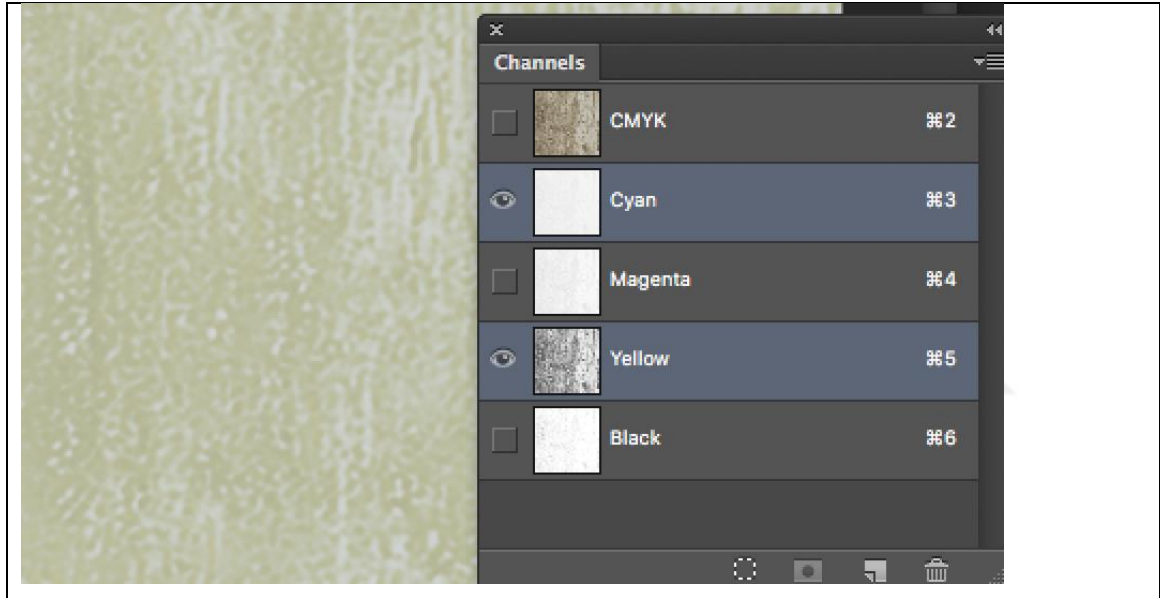 Channels
CMYK ⌘2
Cyan ⌘3
Magenta ⌘4
Yellow ⌘5
Black ⌘6